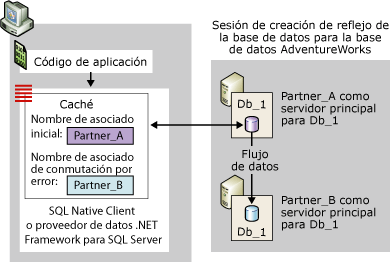 Código de aplicación
Caché
Nombre de asociado
inicial:
Partner_A
Nombre de asociado
de conmutación por
error:
Partner_B
SQL Native Client
o proveedor de datos .NET
Framework para SQL Server
Sesión de creación de reflejo de
la base de datos para la base
de datos AdventureWorks
Db_1
Partner_A como
servidor principal
para Db_1
Flujo
de datos
Db_1
Partner_B como
servidor principal
para Db_1